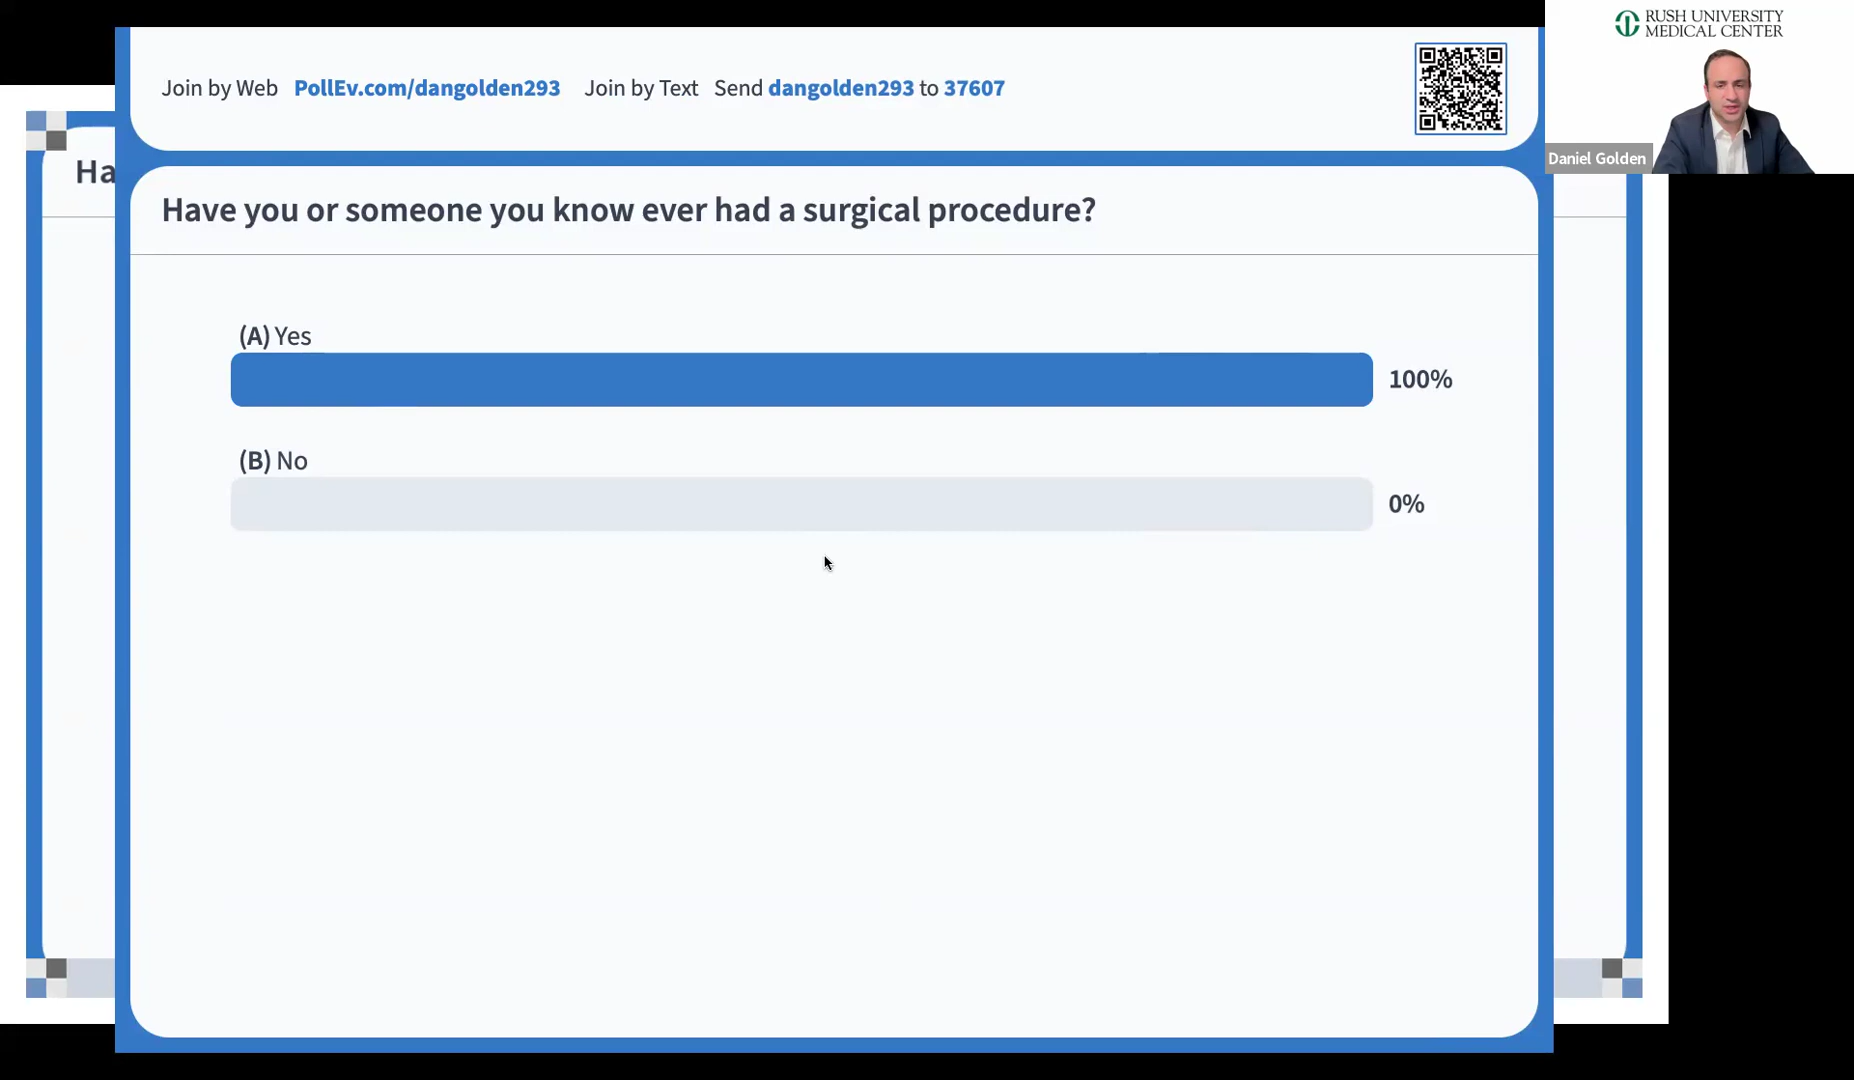 RUSH UNIVERSITY
MEDICAL CENTER
Join by Web PollEv.com/dangolden293 Join by Text Send dangolden293 to 37607
Daniel Golden
Ha
Have you or someone you know ever had a surgical procedure?
(A) Yes
100%
(B) No
0%